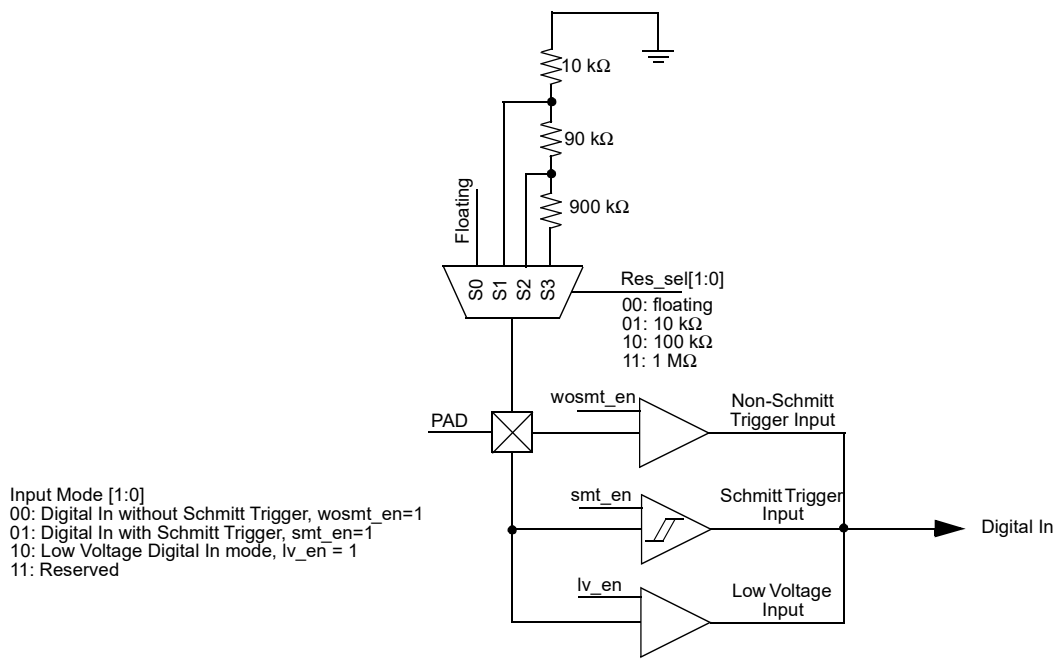 10 kΩ
90 kΩ
900 kΩ
Floating
S0
S1
S2
S3
Res_sel[1:0]
00: floating
01: 10 kΩ
10: 100 kΩ
11: 1 MΩ
PAD
wosmt_en
Non-Schmitt
Trigger Input
Input Mode [1:0]
00: Digital In without Schmitt Trigger, wosmt_en=1
01: Digital In with Schmitt Trigger, smt_en=1
10: Low Voltage Digital In mode, lv_en = 1
11: Reserved
smt_en
Schmitt Trigger
Input
Digital In
lv_en
Low Voltage
Input